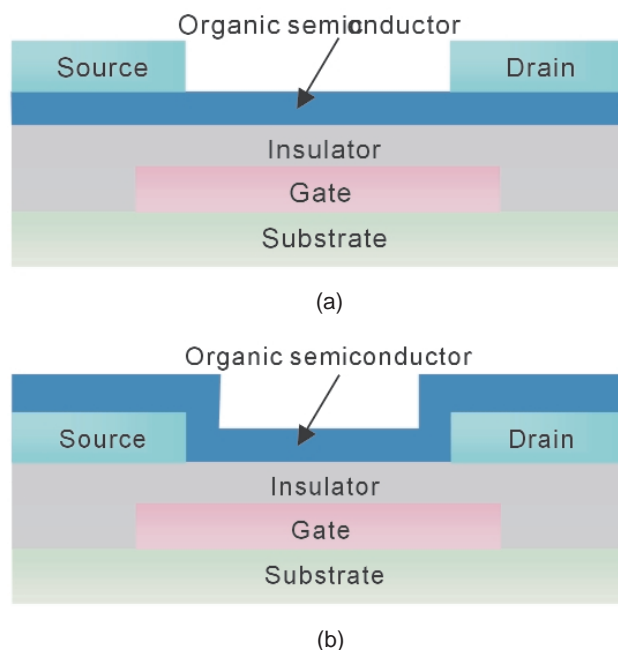 Organic semiconductor
Source
Drain
Insulator
Gate
Substrate
(a)
Organic semiconductor
Source
Drain
Insulator
Gate
Substrate
(b)